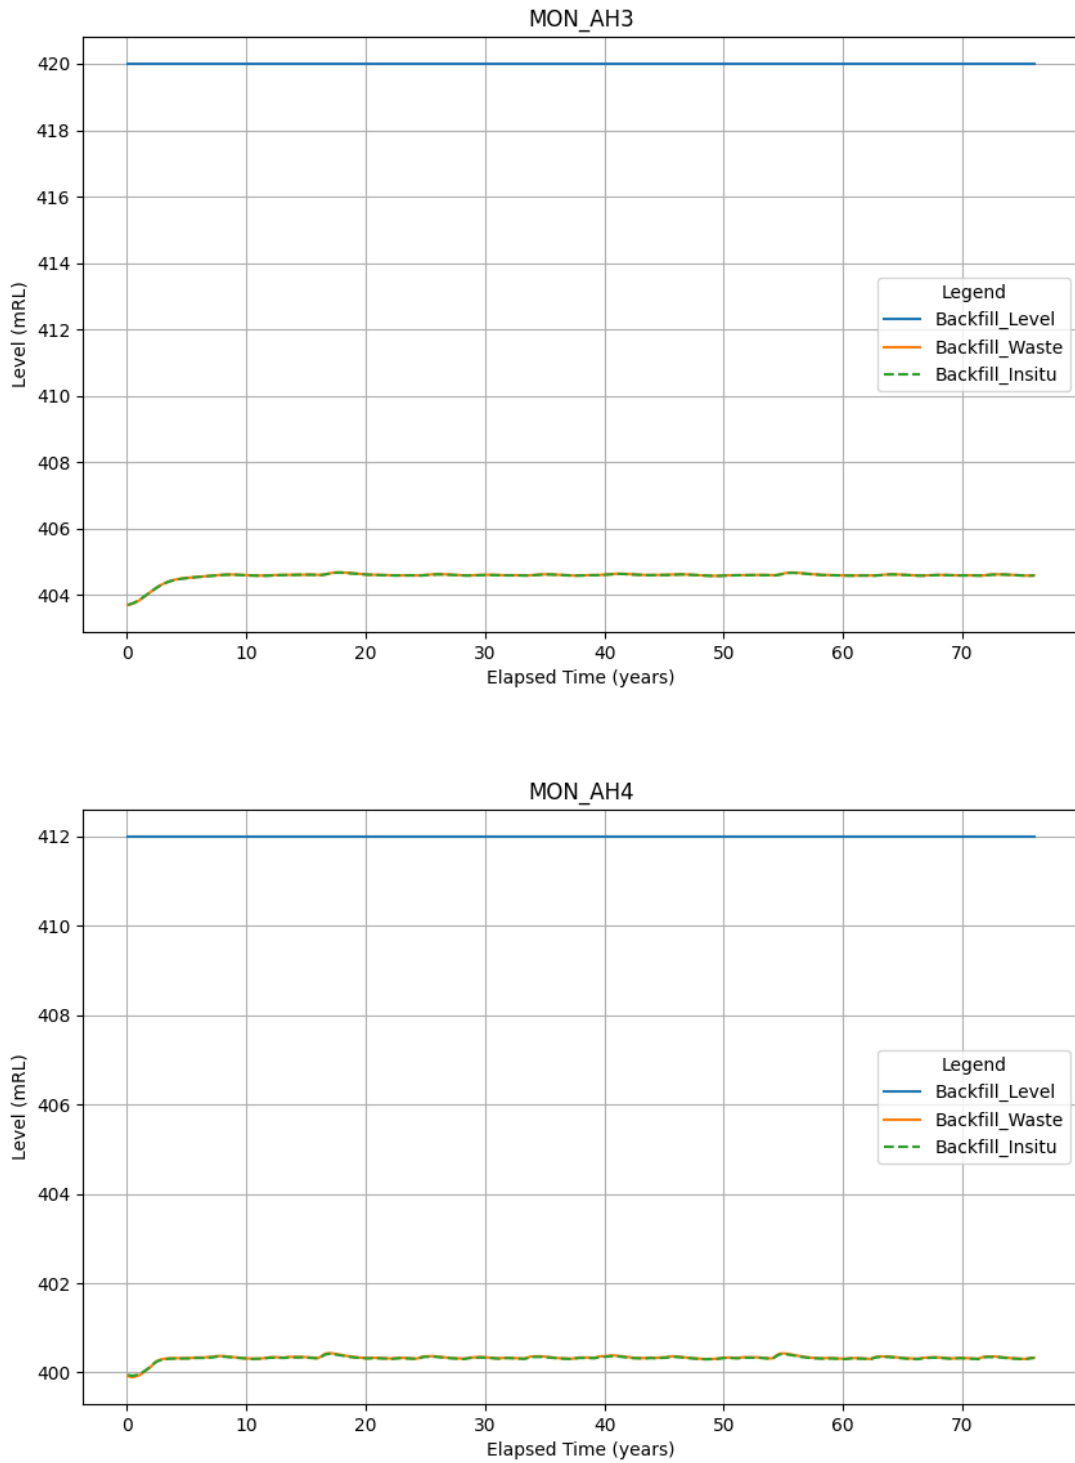 MON_AH3
420
418
416
414
412
410
408
406
404
Level (mRL)
Legend
Backfill_Level
Backfill_Waste
Backfill_Insitu
0 10 20 30 40 50 60 70
Elapsed Time (years)
MON_AH4
412
410
408
406
404
402
400
Level (mRL)
Legend
Backfill_Level
Backfill_Waste
Backfill_Insitu
0 10 20 30 40 50 60 70
Elapsed Time (years)